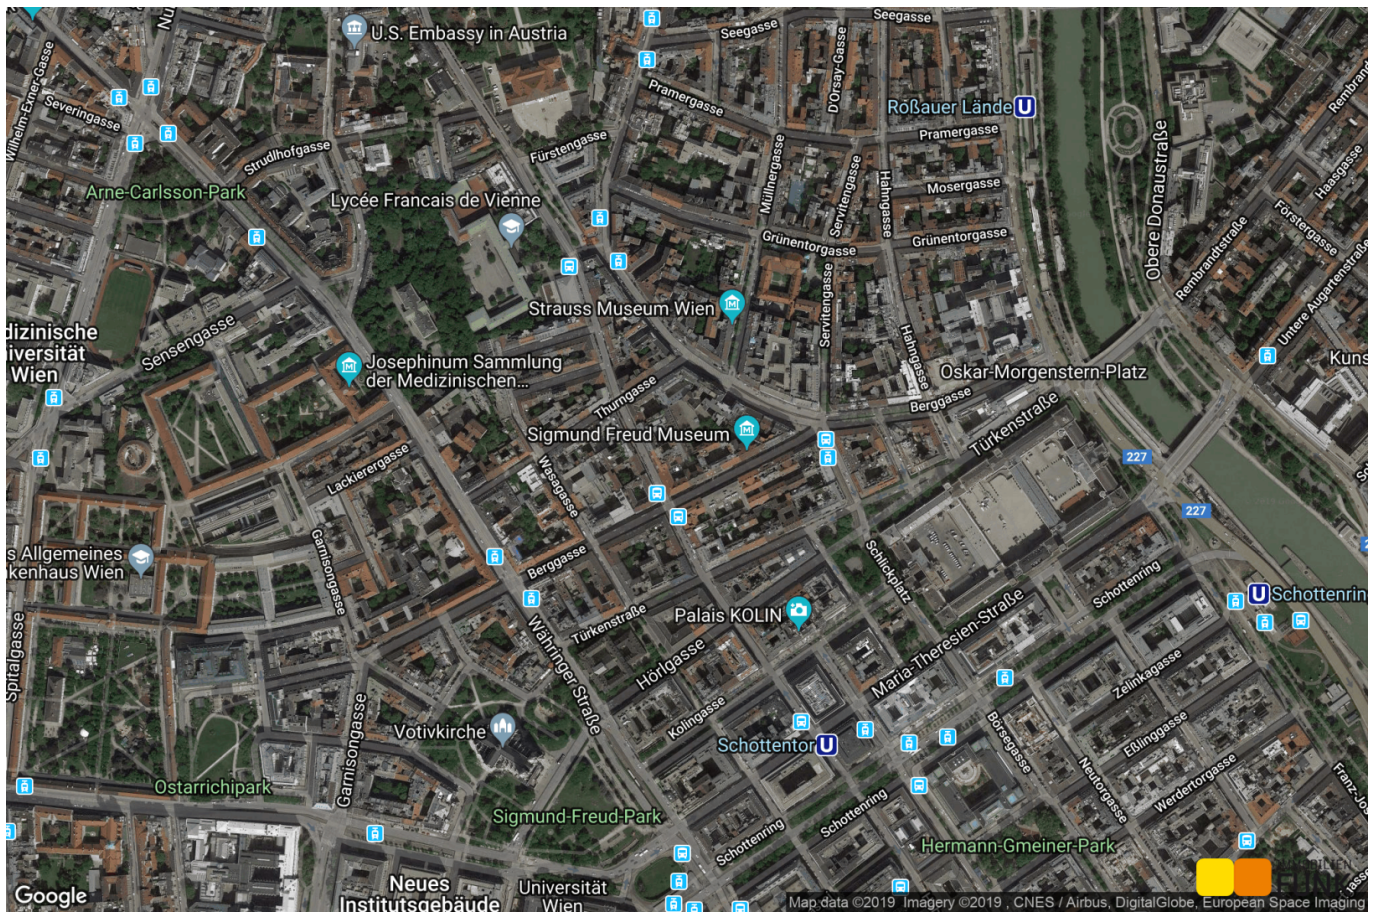 Seegasse
Seegasse
U.S. Embassy in Austria
Wilhelm-Exner-Gasse
Severingasse
Nu
Pramergasse
D'Orsay-Gasse
Roßauer Lände
U
Pramergasse
Rembrand
Strudlhofgasse
Fürstengasse
Müllnergasse
Servitengasse
Hahngasse
Mosergasse
Obere Donaustraße
Haasgasse
Arne-Carlsson-Park
Lycée Francais de Vienne
Grünentorgasse
Grünentorgasse
Förstergasse
Rembrandtstraße
Untere Augartenstraße
Sensengasse
Strauss Museum Wien
Servitengasse
Hahngasse
dizinische
iversität
Wien
Josephinum Sammlung
der Medizinischen...
Thurngasse
Oskar-Morgenstern-Platz
Kuns
Berggasse
Sigmund Freud Museum
Türkenstraße
227
Lackierergasse
Wasagasse
227
s Allgemeines
kenhaus Wien
Garnisongasse
Berggasse
Schlickplatz
Schottenring
U
Schottenring
Spitalgasse
Türkenstraße
Palais KOLIN
Maria-Theresien-Straße
Währinger Straße
Hörlgasse
Zelinkagasse
Garnisongasse
Votivkirche
Kolingasse
Schottentor
U
Börsegasse
Neutorgasse
Eßlinggasse
Werdertorgasse
Franz-Jos
Ostarrichipark
Sigmund-Freud-Park
Schottenring
Schottenring
Hermann-Gmeiner-Park
Neues
Institutsgebäude
Universität
Wien
Google
Map data ©2019 Imagery ©2019 , CNES / Airbus, DigitalGlobe, European Space Imaging